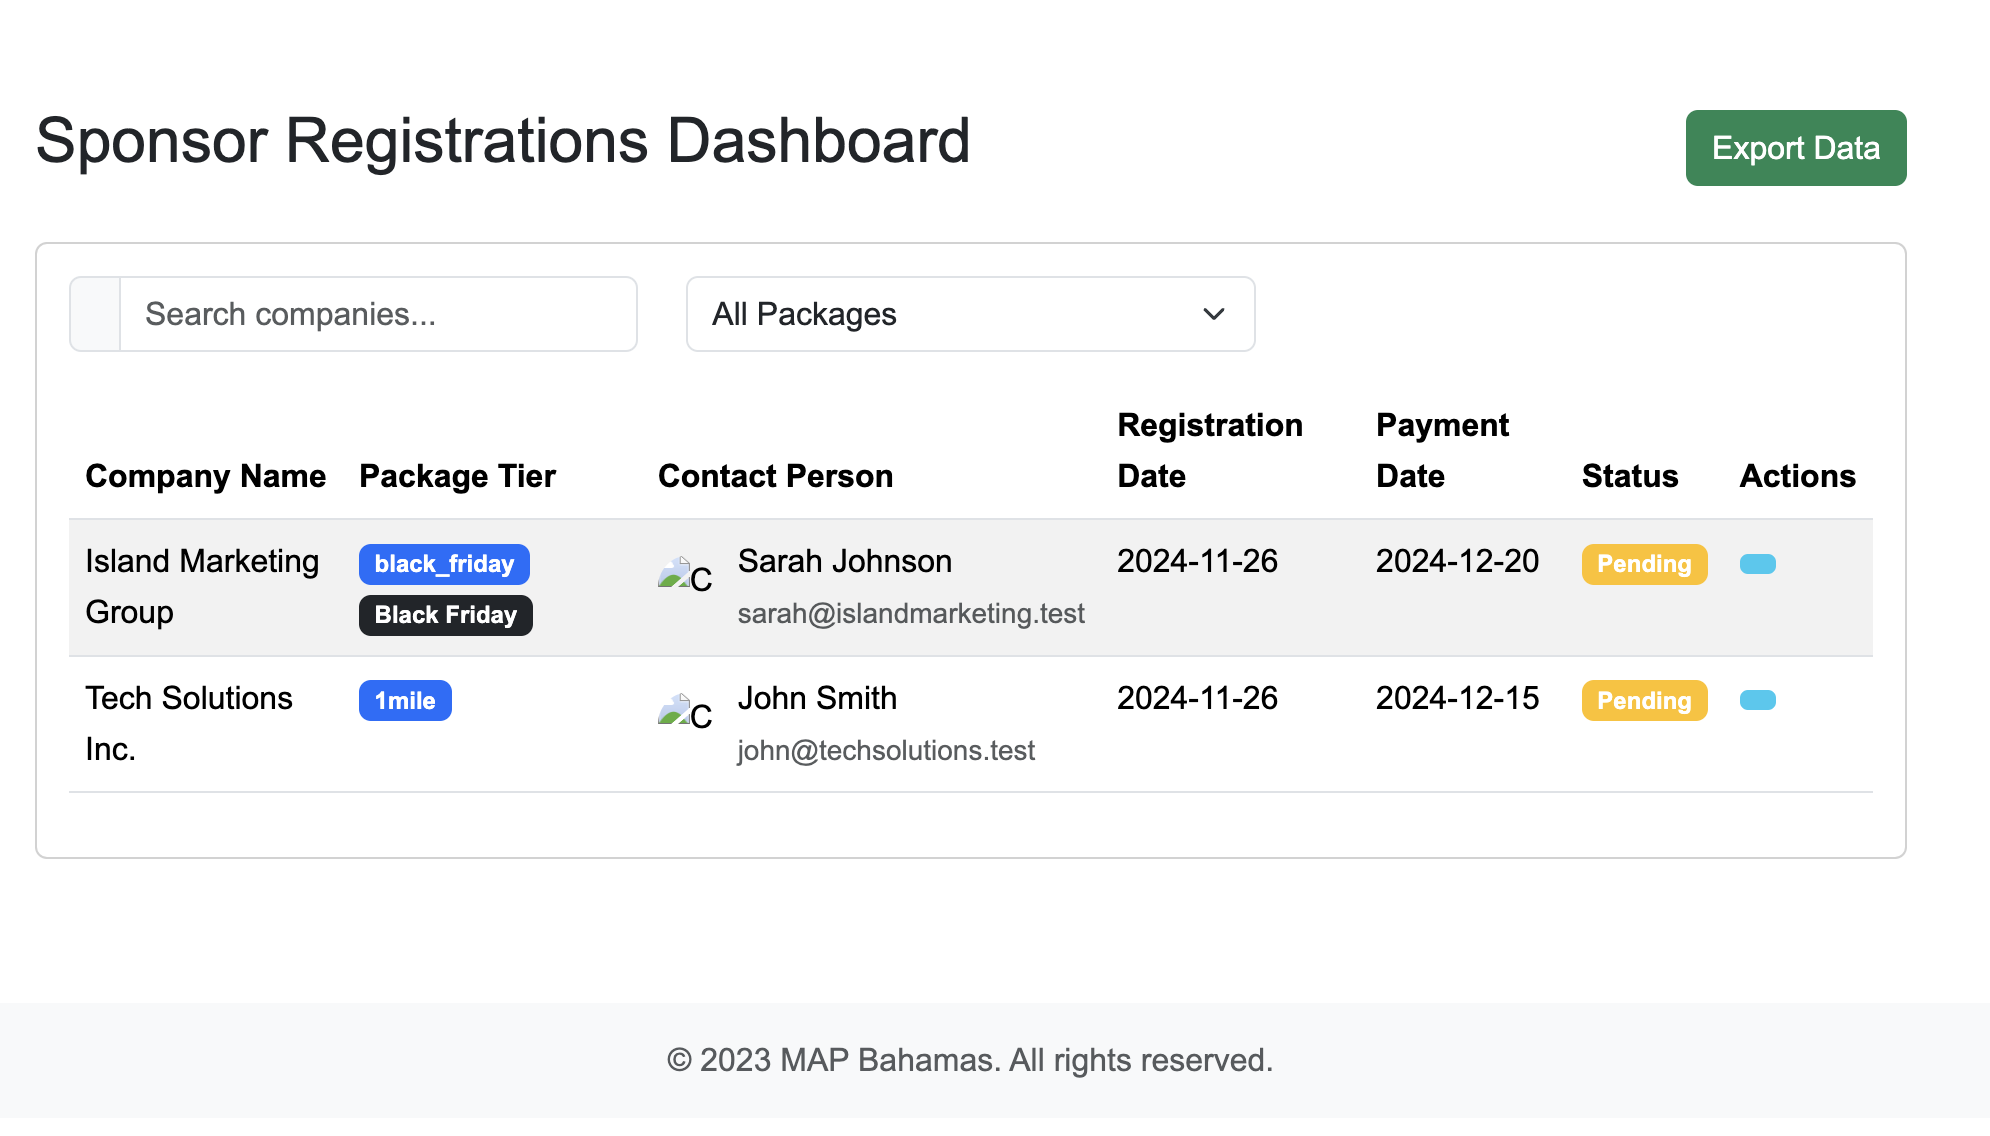 Sponsor Registrations Dashboard
Export Data
Search companies...
All Packages
Company Name
Package Tier
Contact Person
Registration
Date
Payment
Date
Status
Actions
Island Marketing
Group
black_friday
Black Friday
C
Sarah Johnson
sarah@islandmarketing.test
2024-11-26
2024-12-20
Pending
Tech Solutions
Inc.
1mile
C
John Smith
john@techsolutions.test
2024-11-26
2024-12-15
Pending
© 2023 MAP Bahamas. All rights reserved.